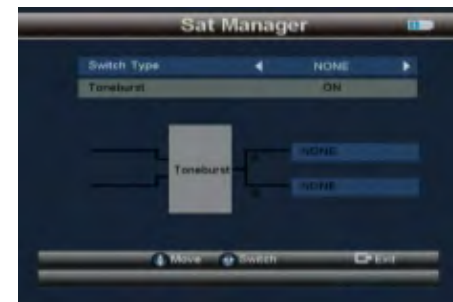 Sat Manager
Switch Type NONE
Toneburst ON
NONE
Toneburst
NONE
Move Switch Exit